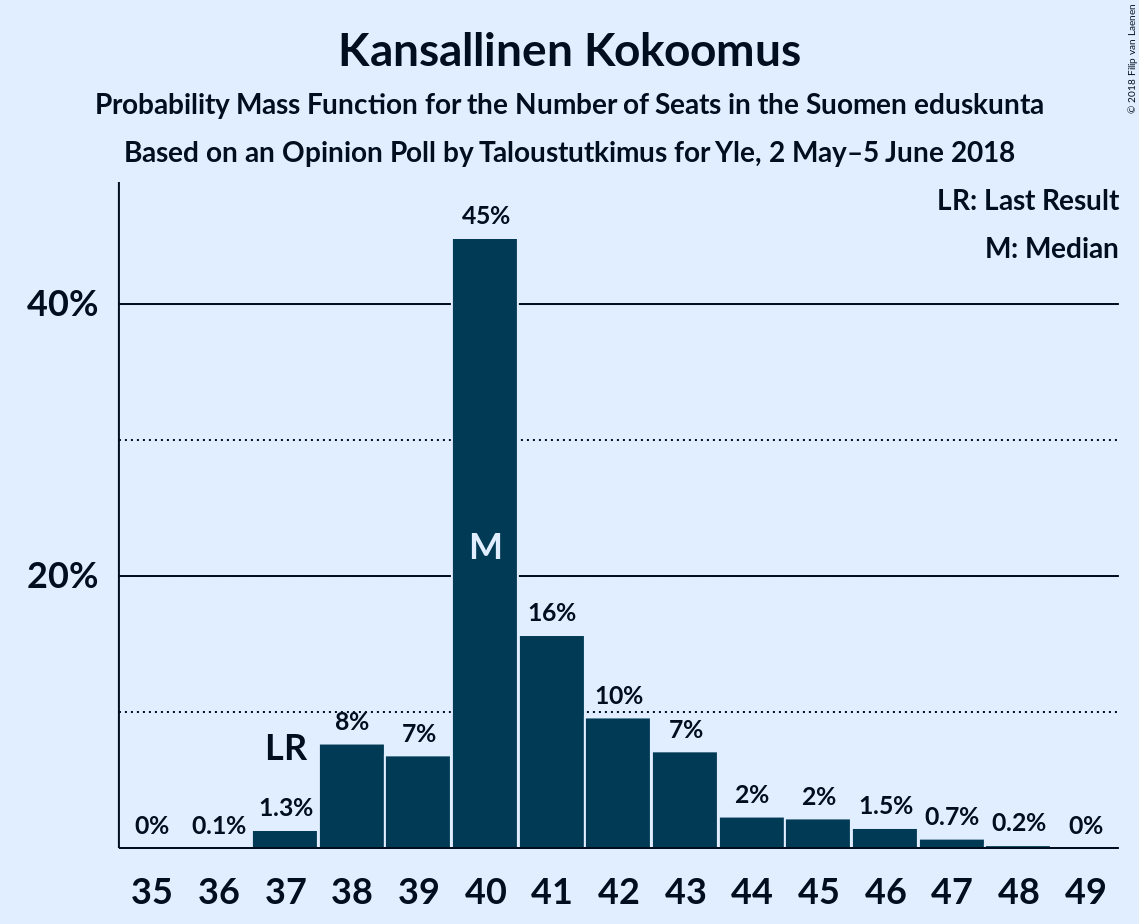 Kansallinen Kokoomus
Probability Mass Function for the Number of Seats in the Suomen eduskunta
Based on an Opinion Poll by Taloustutkimus for Yle, 2 May–5 June 2018
© 2018 Filip van Laenen
LR: Last Result
M: Median
45%
40%
M
20%
16%
10%
8%
7%
7%
LR
1.3%
2%
2%
1.5%
0.7%
0.2%
0%
0.1%
0%
35 36 37 38 39 40 41 42 43 44 45 46 47 48 49